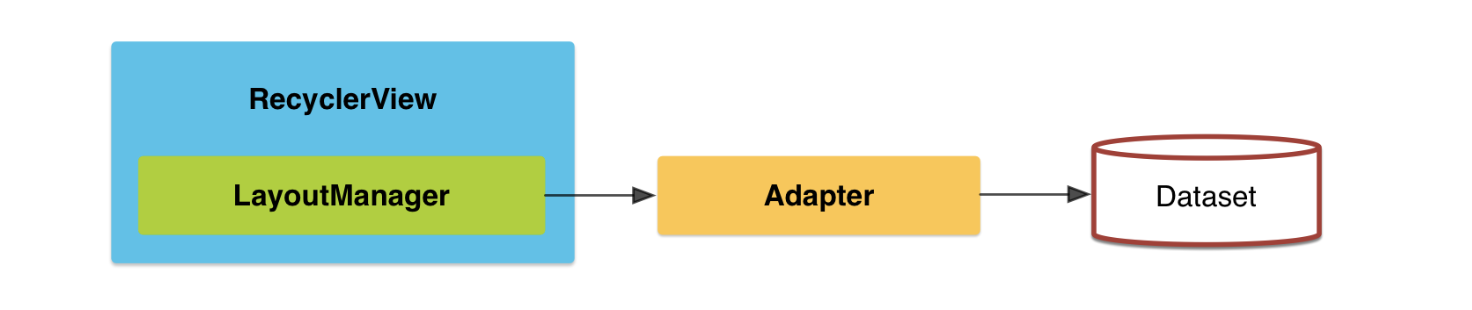 RecyclerView
LayoutManager
Adapter
Dataset